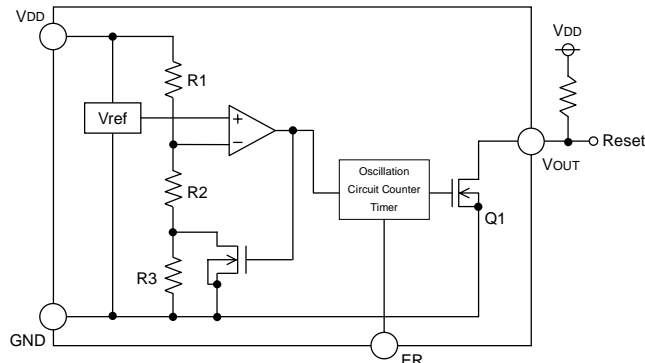 VDD
VDD
R1
Vref
+
−
Reset
VOUT
Oscillation
Circuit Counter
Timer
R2
Q1
R3
GND
ER